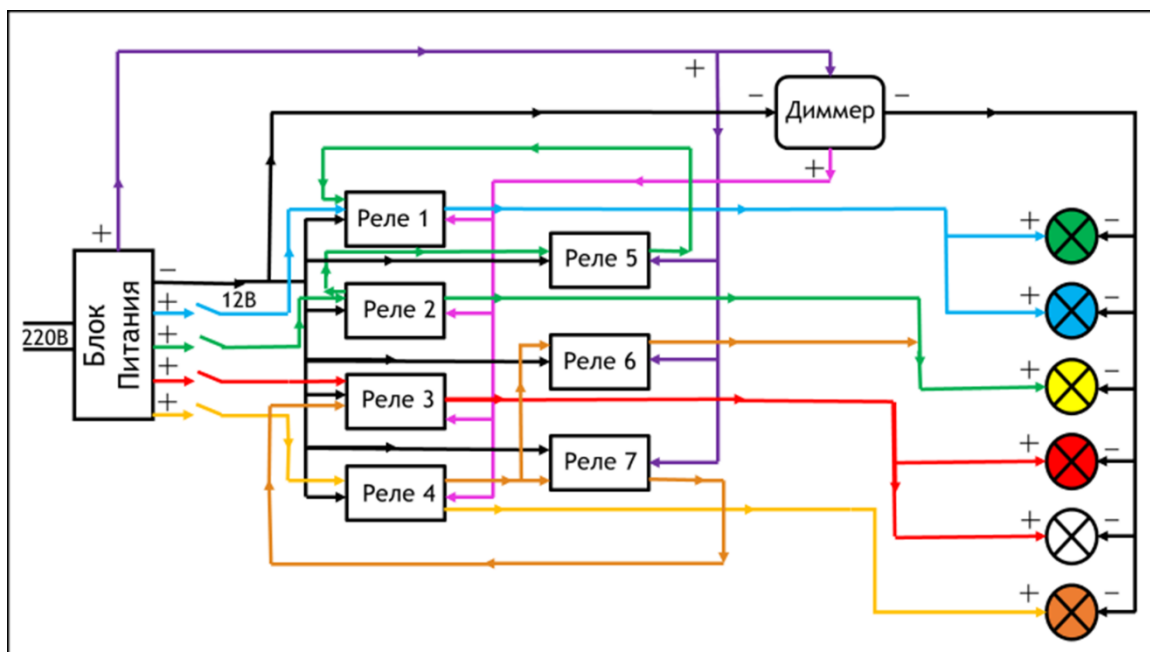 +
−
Диммер
−
+
Реле 1
+
−
+
Реле 5
−
12В
+
Реле 2
+
−
220В
Блок
Питания
+
Реле 6
+
−
+
Реле 3
+
−
Реле 7
Реле 4
+
−
+
−